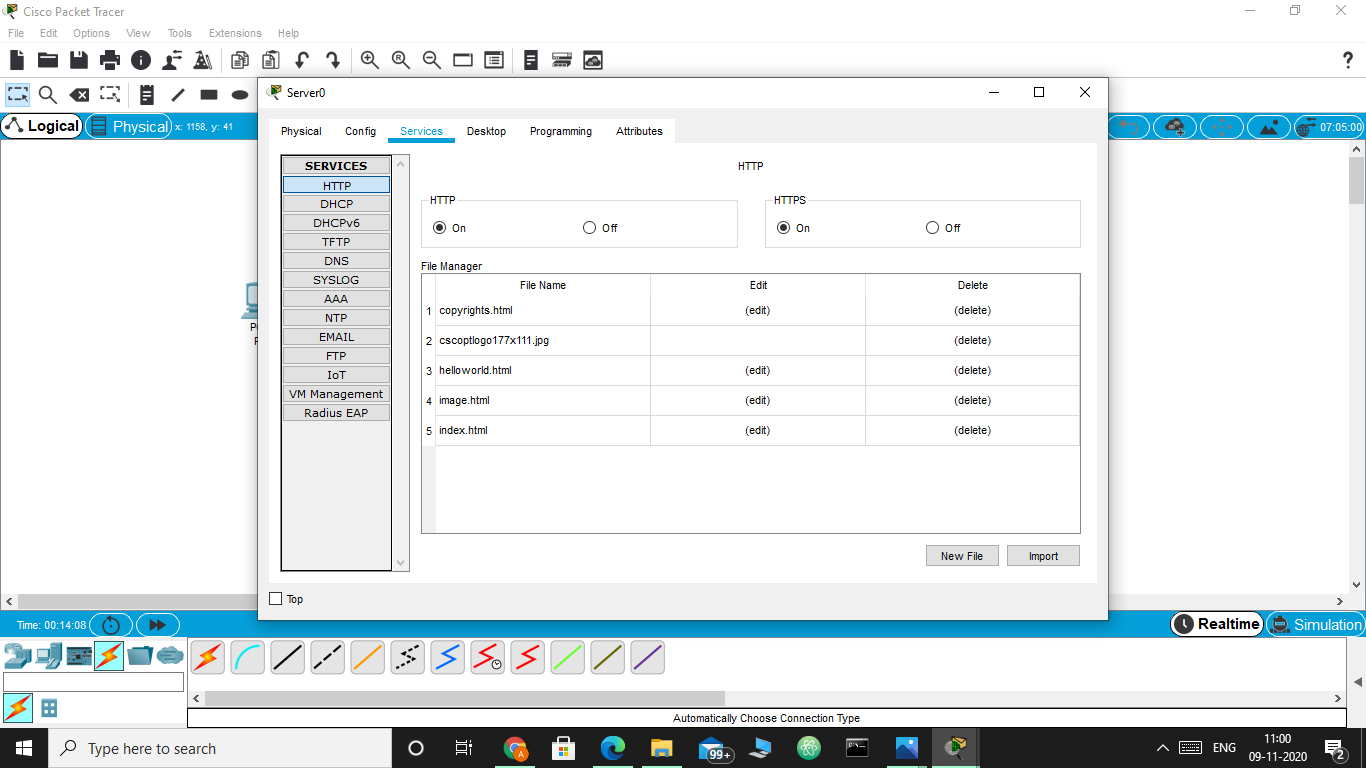 Cisco Packet Tracer
File Edit Options View Tools Extensions Help
?
Server0
Logical Physical x: 1158, y: 41 07:05:00
Physical Config Services Desktop Programming Attributes
SERVICES
HTTP
DHCP
DHCPv6
TFTP
DNS
SYSLOG
AAA
NTP
EMAIL
FTP
IoT
VM Management
Radius EAP
HTTP
HTTP
On Off
HTTPS
On Off
File Manager
File Name Edit Delete
1 copyrights.html (edit) (delete)
2 cscoptlogo177x111.jpg (delete)
3 helloworld.html (edit) (delete)
4 image.html (edit) (delete)
5 index.html (edit) (delete)
New File Import
Top
Time: 00:14:08 Realtime Simulation
Automatically Choose Connection Type
Type here to search
A
99+
ENG
11:00
09-11-2020
2